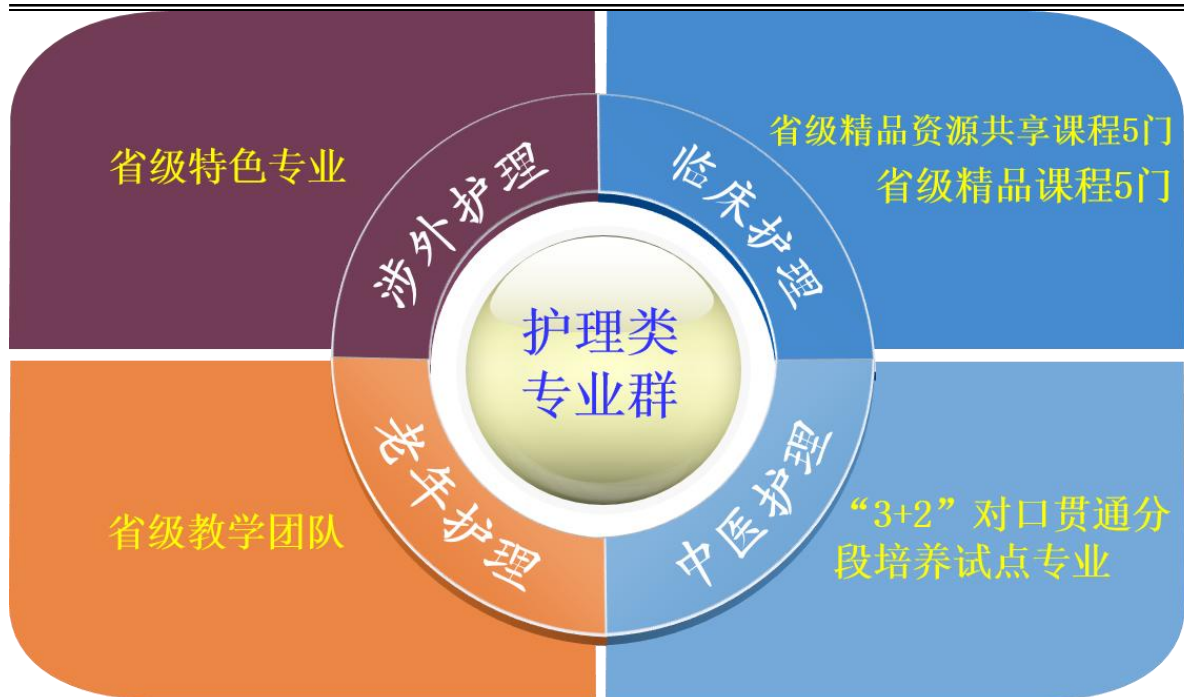 省级特色专业
涉外护理
临床护理
省级精品资源共享课程5门
省级精品课程5门
护理类
专业群
省级教学团队
老年护理
中医护理
“3+2”对口贯通分
段培养试点专业